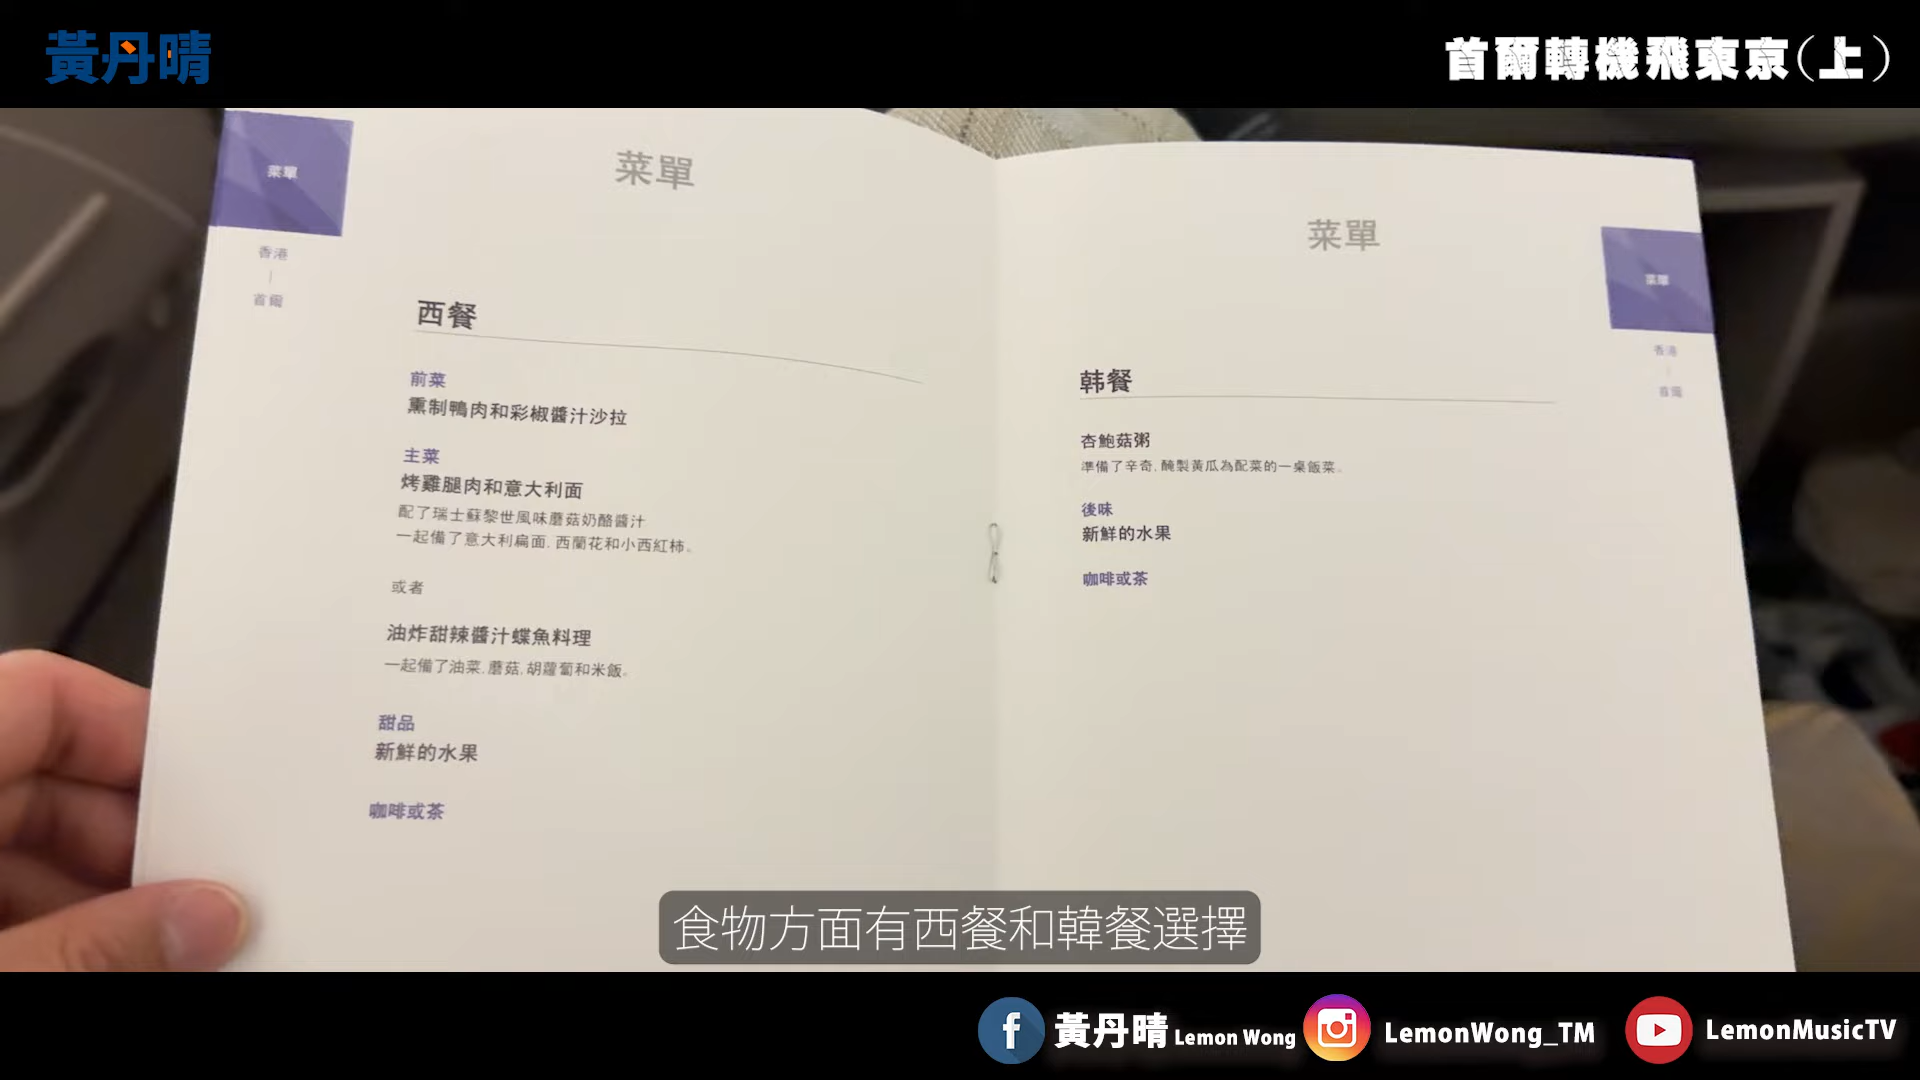 黃丹晴
首爾轉機飛東京(上)
菜單
香港
首爾
菜單
西餐
前菜
熏制鴨肉和彩椒醬汁沙拉
主菜
烤雞腿肉和意大利面
配了瑞士蘇黎世風味蘑菇奶酪醬汁
一起備了意大利扁面, 西蘭花和小西紅柿。
或者
油炸甜辣醬汁蝶魚料理
一起備了油菜, 蘑菇, 胡蘿蔔和米飯。
甜品
新鮮的水果
咖啡或茶
菜單
菜單
香港
首爾
韩餐
杏鮑菇粥
準備了辛奇, 醃製黃瓜為配菜的一桌飯菜。
後味
新鮮的水果
咖啡或茶
食物方面有西餐和韓餐選擇
黃丹晴 Lemon Wong
LemonWong_TM
LemonMusicTV